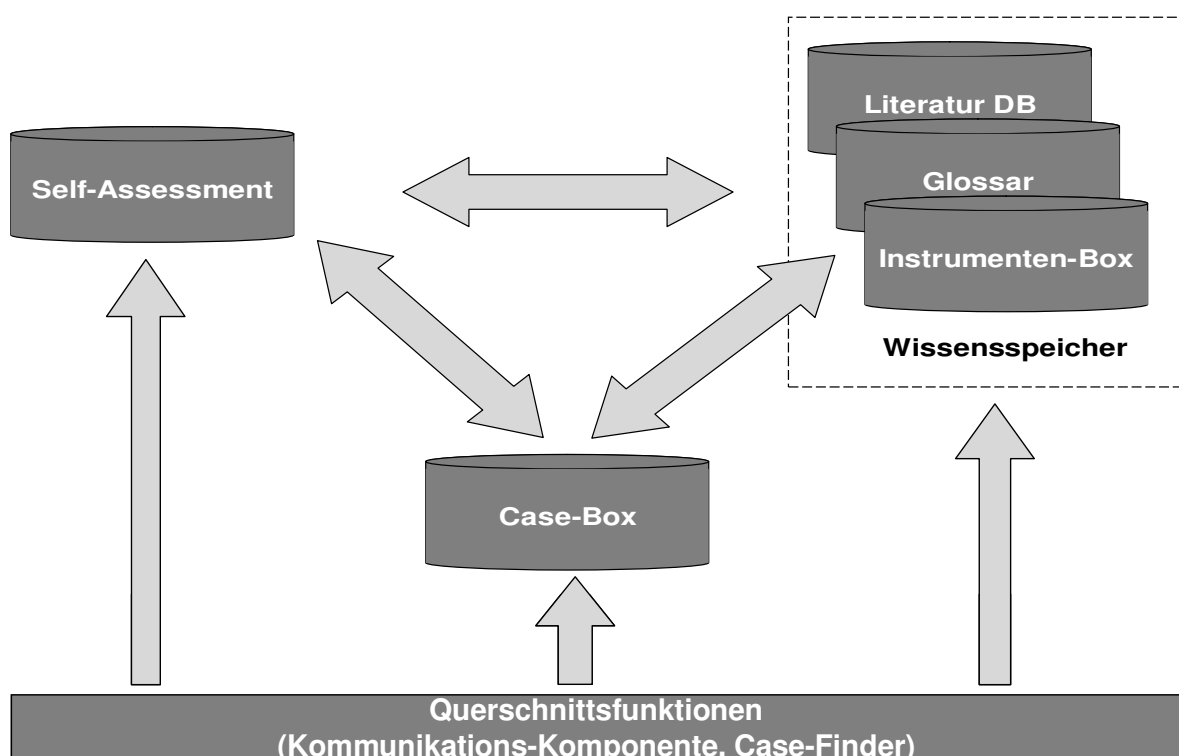 Literatur DB
Self-Assessment
Glossar
Instrumenten-Box
Wissensspeicher
Case-Box
Querschnittsfunktionen
(Kommunikations-Komponente, Case-Finder)